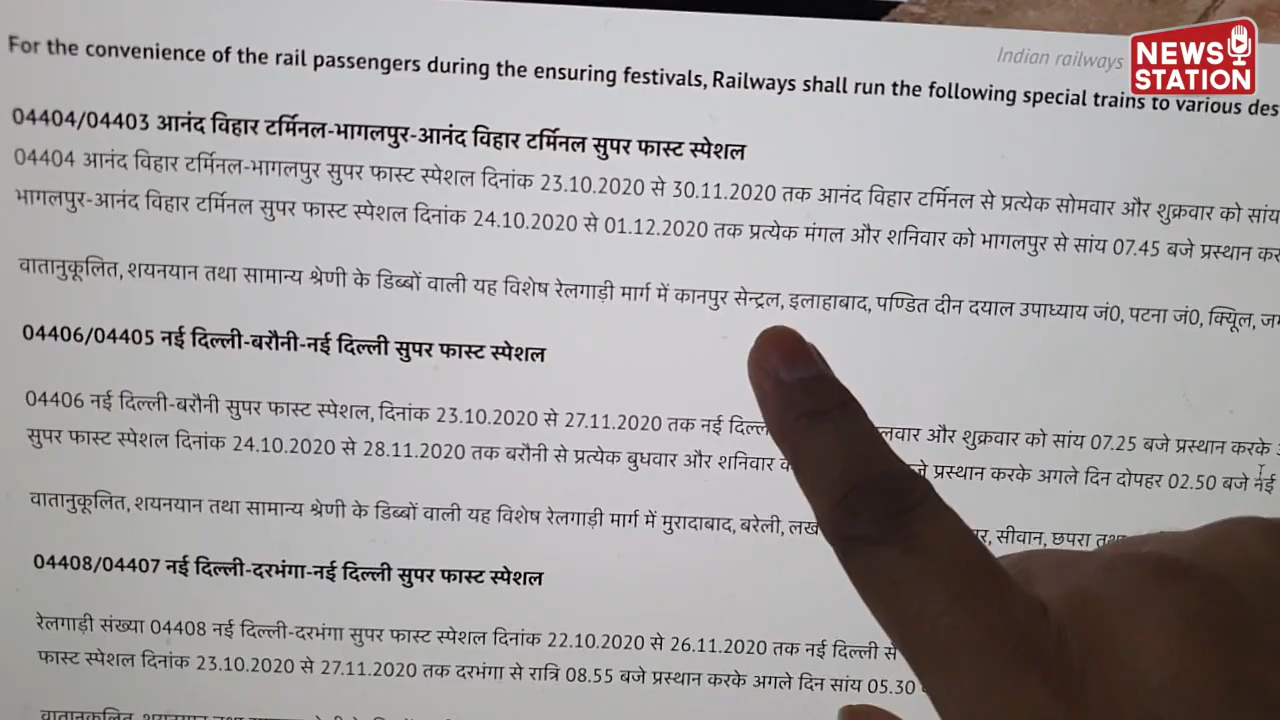 Indian railways
NEWS
STATION
For the convenience of the rail passengers during the ensuring festivals, Railways shall run the following special trains to various
04404/04403 आनंद विहार टर्मिनल-भागलपुर-आनंद विहार टर्मिनल सुपर फास्ट स्पेशल
04404 आनंद विहार टर्मिनल-भागलपुर सुपर फास्ट स्पेशल दिनांक 23.10.2020 से 30.11.2020 तक आनंद विहार टर्मिनल से प्रत्येक सोमवार और शुक्रवार को सांय
भागलपुर-आनंद विहार टर्मिनल सुपर फास्ट स्पेशल दिनांक 24.10.2020 से 01.12.2020 तक प्रत्येक मंगल और शनिवार को भागलपुर से सांय 07.45 बजे प्रस्थान
वातानुकूलित, शयनयान तथा सामान्य श्रेणी के डिब्बों वाली यह विशेष रेलगाड़ी मार्ग में कानपुर सेन्ट्रल, इलाहाबाद, पण्डित दीन दयाल उपाध्याय जं0, पटना जं0, क्यिूल,
04406/04405 नई दिल्ली-बरौनी-नई दिल्ली सुपर फास्ट स्पेशल
04406 नई दिल्ली-बरौनी सुपर फास्ट स्पेशल, दिनांक 23.10.2020 से 27.11.2020 तक नई और शुक्रवार को सांय 07.25 बजे प्रस्थान करके
सुपर फास्ट स्पेशल दिनांक 24.10.2020 से 28.11.2020 तक बरौनी से प्रत्येक बुधवार और शनिवार प्रस्थान करके अगले दिन दोपहर 02.50 बजे नई
वातानुकूलित, शयनयान तथा सामान्य श्रेणी के डिब्बों वाली यह विशेष रेलगाड़ी मार्ग में मुरादाबाद, बरेली, सीवान, छपरा
04408/04407 नई दिल्ली-दरभंगा-नई दिल्ली सुपर फास्ट स्पेशल
रेलगाड़ी संख्या 04408 नई दिल्ली-दरभंगा सुपर फास्ट स्पेशल दिनांक 22.10.2020 से 26.11.2020 तक नई दिल्ली से
फास्ट स्पेशल दिनांक 23.10.2020 से 27.11.2020 तक दरभंगा से रात्रि 08.55 बजे प्रस्थान करके अगले दिन सांय 05.30